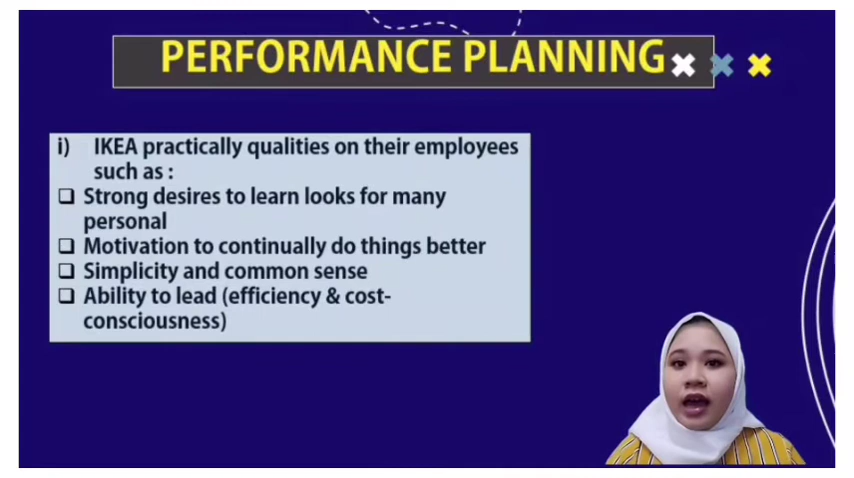 PERFORMANCE PLANNING
i) IKEA practically qualities on their employees
such as :
❑ Strong desires to learn looks for many
personal
❑ Motivation to continually do things better
❑ Simplicity and common sense
❑ Ability to lead (efficiency & cost-
consciousness)